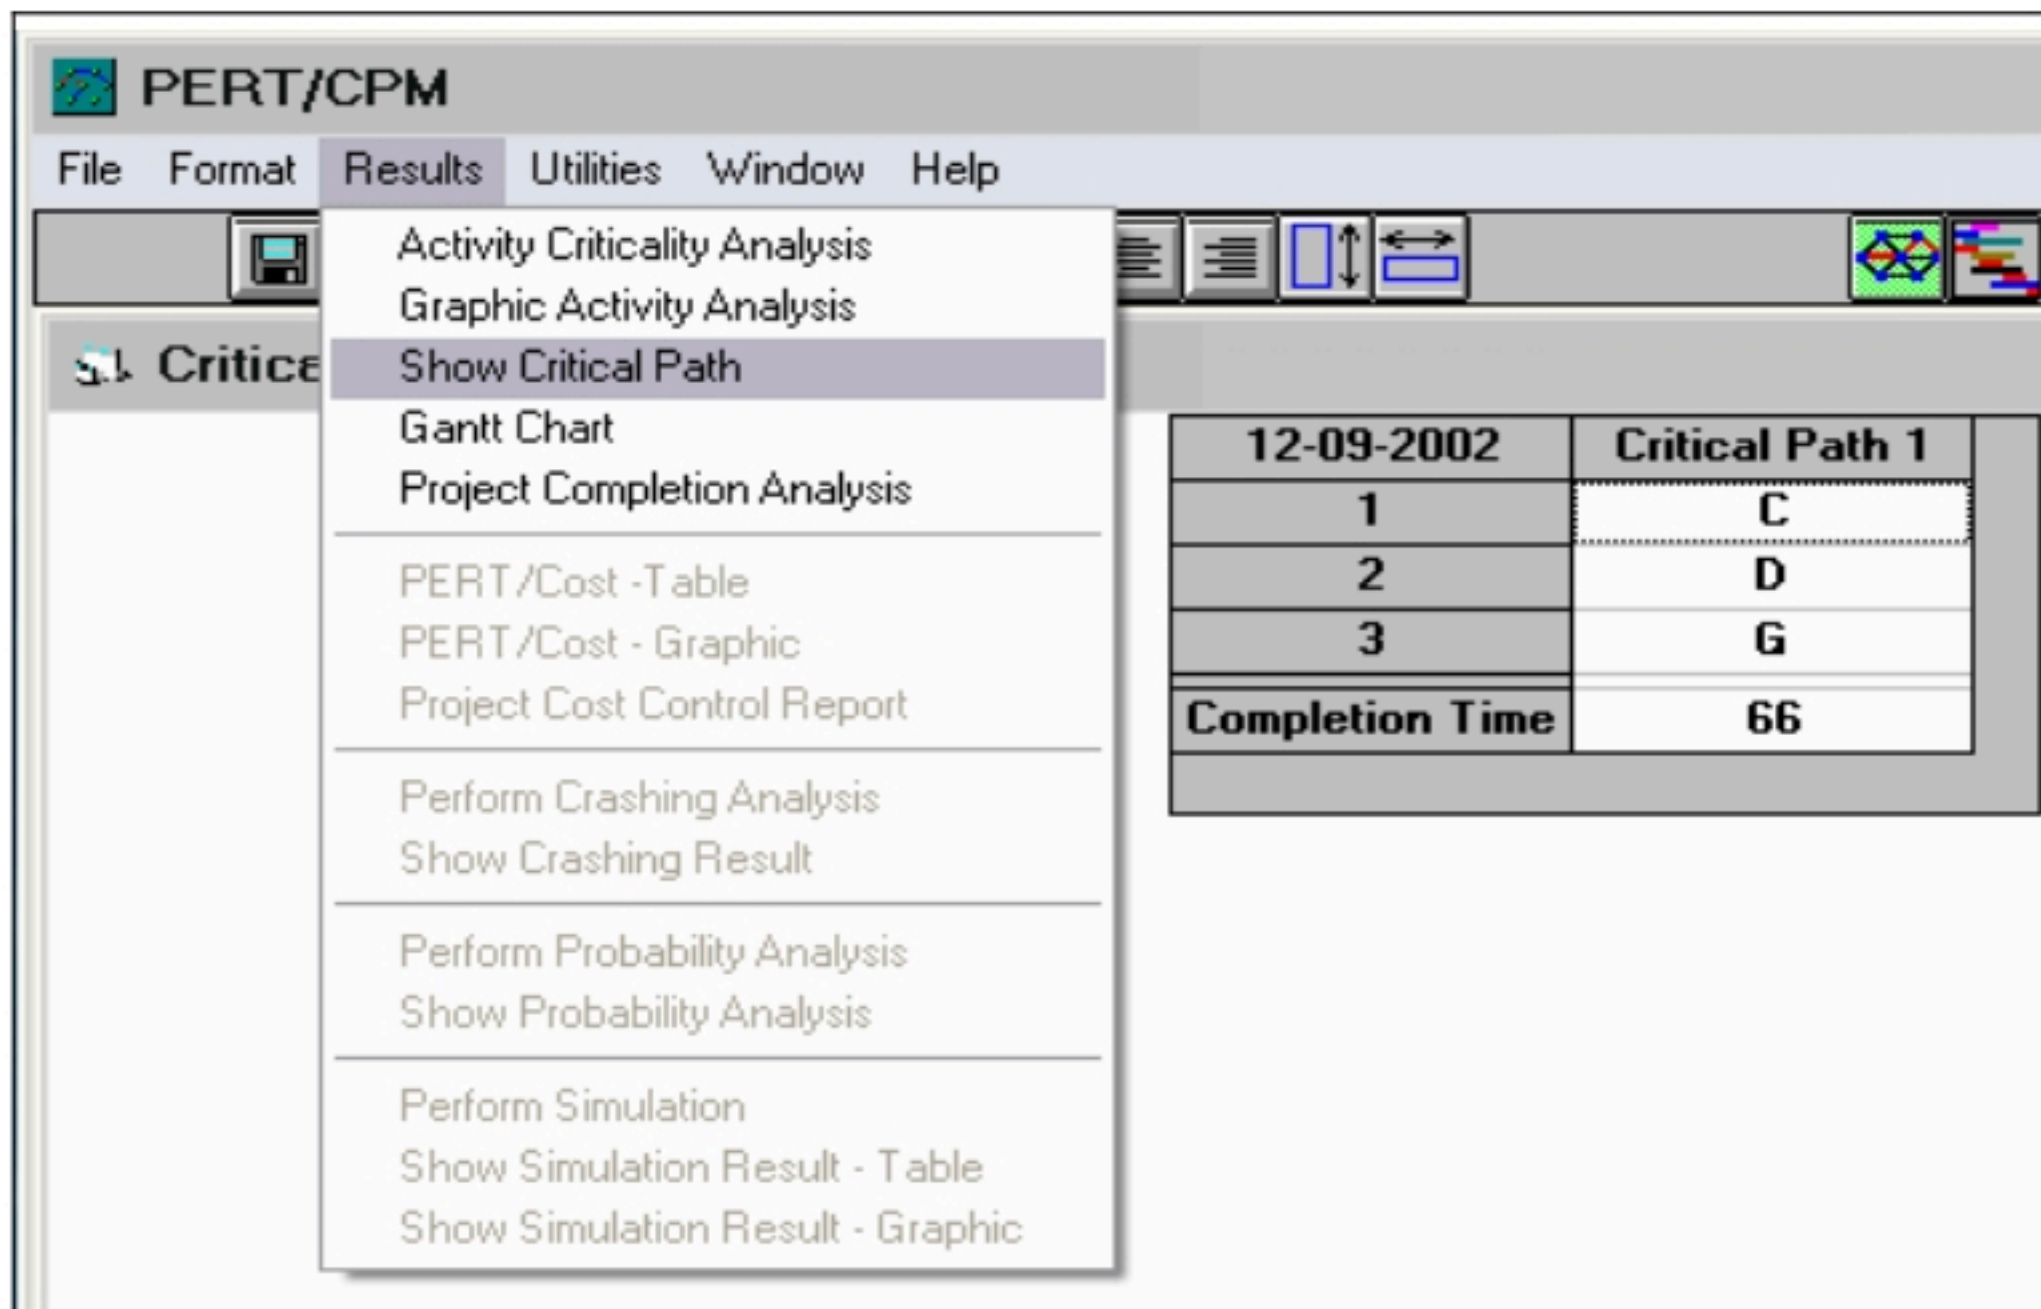 PERT/CPM
File Format Results Utilities Window Help
Activity Criticality Analysis
Graphic Activity Analysis
Show Critical Path
Gantt Chart
Project Completion Analysis
PERT/Cost -Table
PERT/Cost - Graphic
Project Cost Control Report
Perform Crashing Analysis
Show Crashing Result
Perform Probability Analysis
Show Probability Analysis
Perform Simulation
Show Simulation Result - Table
Show Simulation Result - Graphic
Critica
12-09-2002 Critical Path 1
1 C
2 D
3 G
Completion Time 66